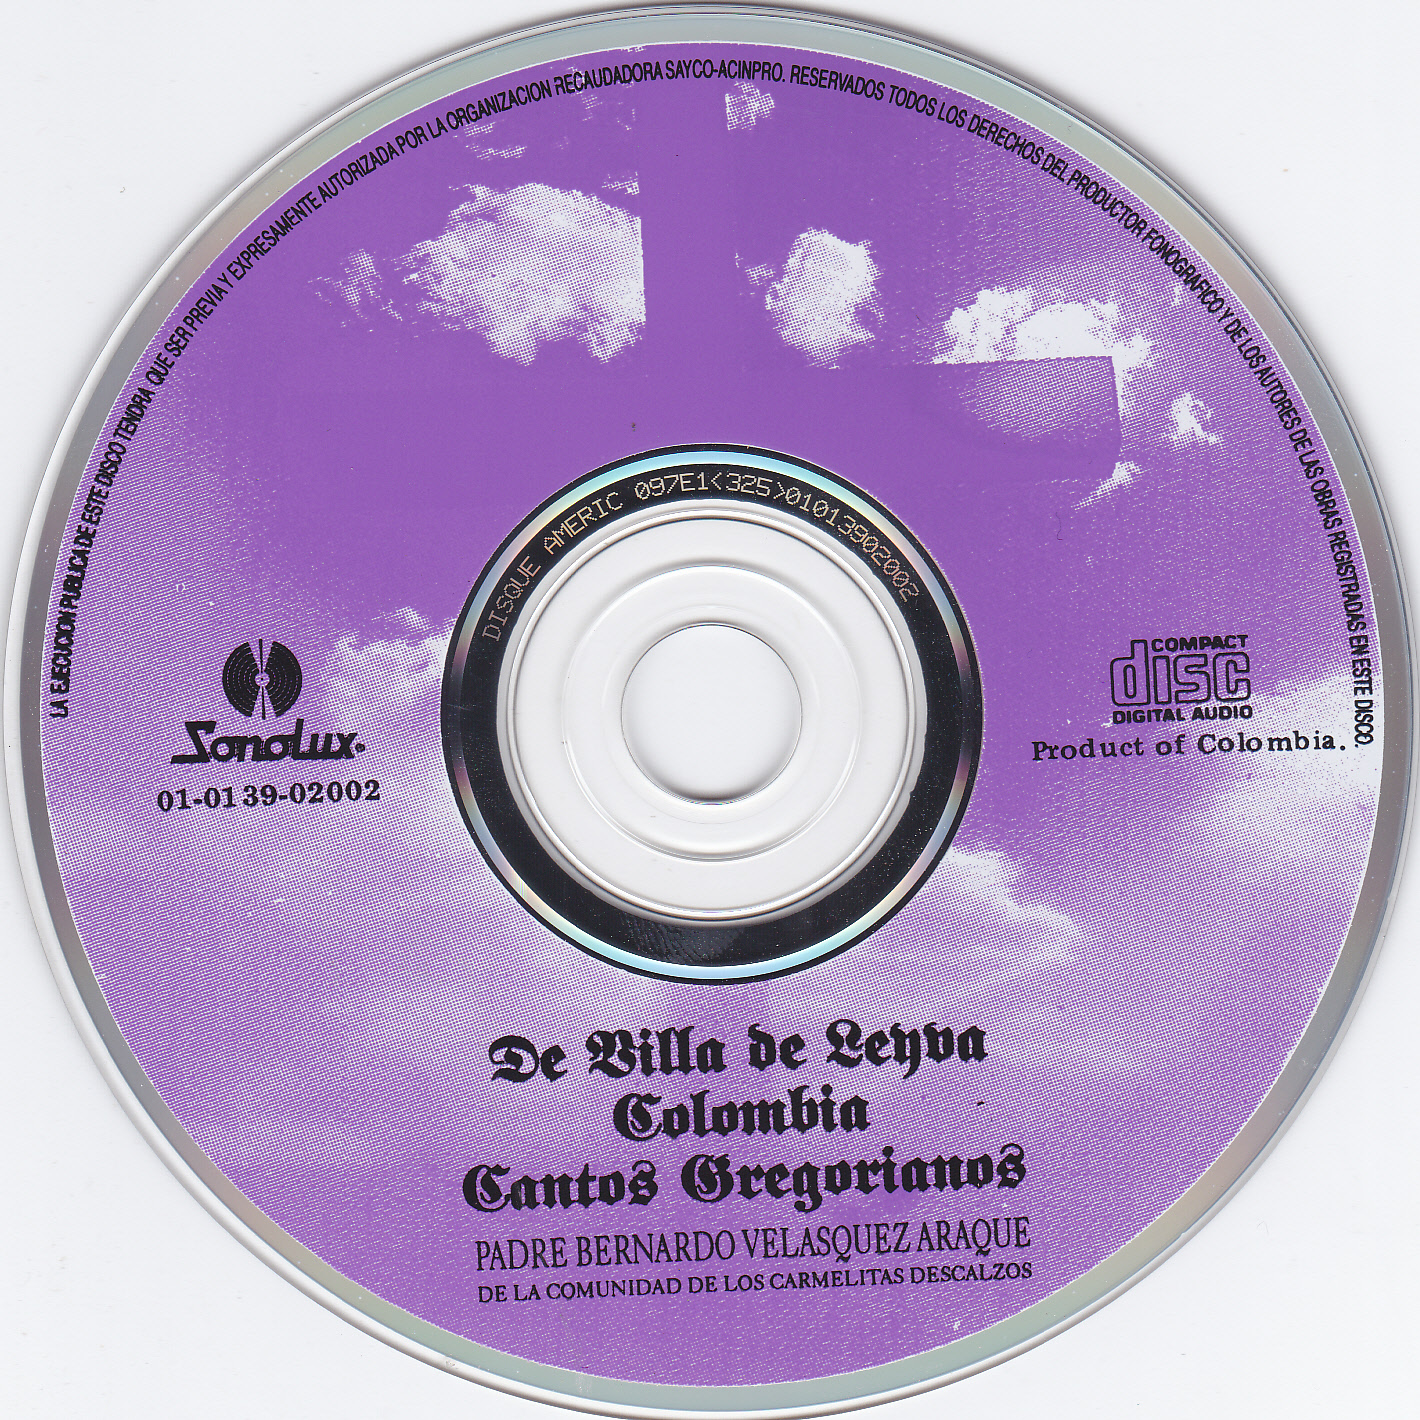 LA EJECUCION PUBLICA DE ESTE DISCO TENDRA QUE SER PREVIA Y EXPRESAMENTE AUTORIZADA POR LA ORGANIZACION RECAUDADORA SAYCO-ACINPRO. RESERVADOS TODOS LOS DERECHOS DEL PRODUCTOR FONOGRAFICO Y DE LOS AUTORES DE LAS OBRAS REGISTRADAS EN ESTE DISCO.
DISQUE AMERIC 097E1<325>01013902002
Sonolux
01-0139-02002
COMPACT
disc
DIGITAL AUDIO
Product of Colombia.
De Villa de Leyva
Colombia
Cantos Gregorianos
PADRE BERNARDO VELASQUEZ ARAQUE
DE LA COMUNIDAD DE LOS CARMELITAS DESCALZOS